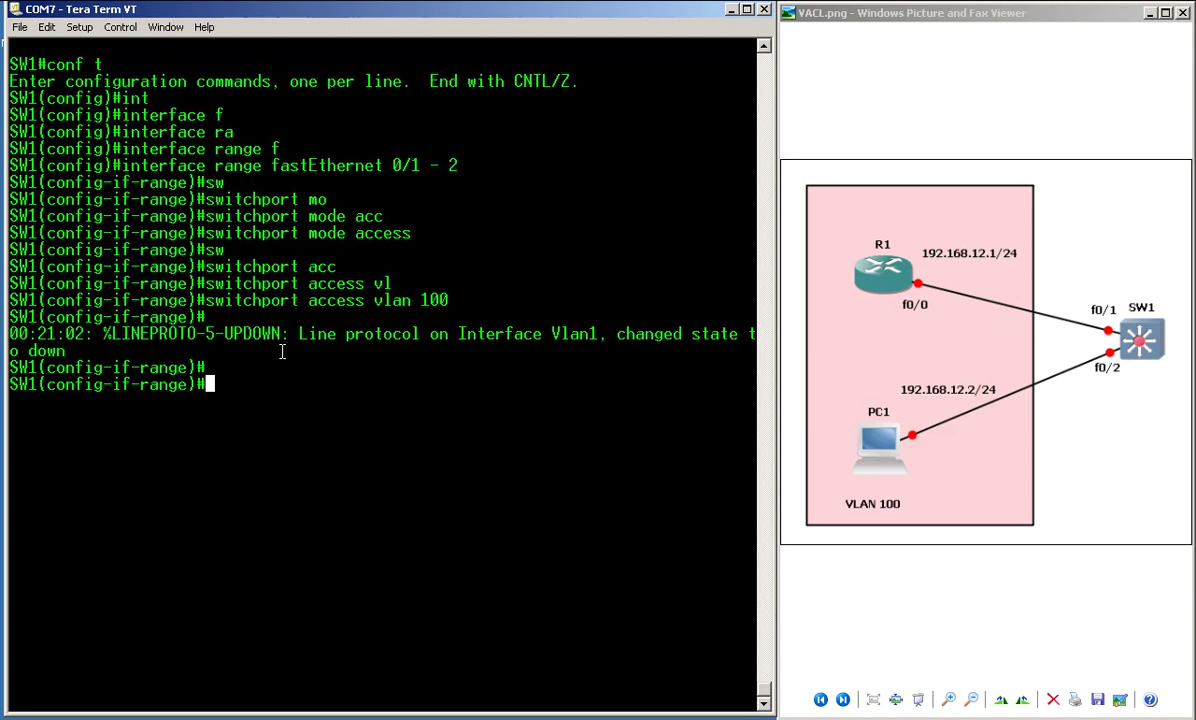 COM7 - Tera Term VT
File Edit Setup Control Window Help
SW1#conf t
Enter configuration commands, one per line.  End with CNTL/Z.
SW1(config)#int
SW1(config)#interface f
SW1(config)#interface ra
SW1(config)#interface range f
SW1(config)#interface range fastEthernet 0/1 - 2
SW1(config-if-range)#sw
SW1(config-if-range)#switchport mo
SW1(config-if-range)#switchport mode acc
SW1(config-if-range)#switchport mode access
SW1(config-if-range)#sw
SW1(config-if-range)#switchport acc
SW1(config-if-range)#switchport access vl
SW1(config-if-range)#switchport access vlan 100
SW1(config-if-range)#
00:21:02: %LINEPROTO-5-UPDOWN: Line protocol on Interface Vlan1, changed state t
o down
SW1(config-if-range)#
SW1(config-if-range)#
VACL.png - Windows Picture and Fax Viewer
R1
192.168.12.1/24
f0/0
f0/1
SW1
f0/2
192.168.12.2/24
PC1
VLAN 100